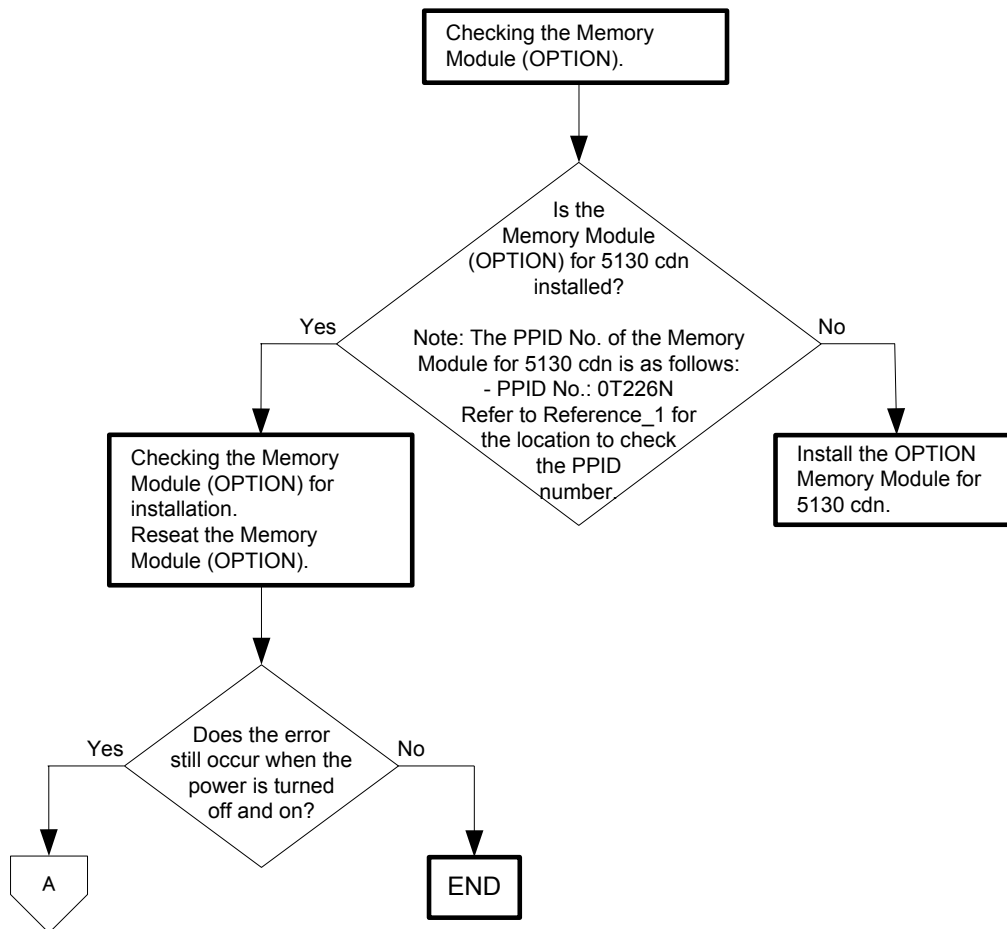 Checking the Memory
Module (OPTION).
Is the
Memory Module
(OPTION) for 5130 cdn
installed?
Yes
No
Note: The PPID No. of the Memory
Module for 5130 cdn is as follows:
- PPID No.: 0T226N
Refer to Reference_1 for
the location to check
the PPID
number.
Checking the Memory
Module (OPTION) for
installation.
Reseat the Memory
Module (OPTION).
Install the OPTION
Memory Module for
5130 cdn.
Does the error
still occur when the
power is turned
off and on?
Yes
No
A
END